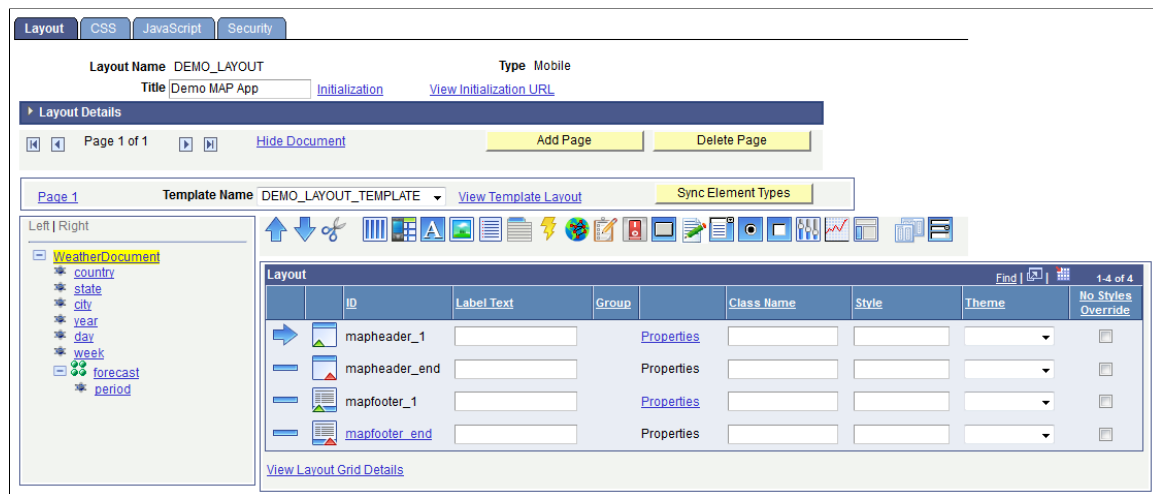 Layout CSS JavaScript Security
Layout Name DEMO_LAYOUT Type Mobile
Title Demo MAP App Initialization View Initialization URL
Layout Details
Page 1 of 1 Hide Document Add Page Delete Page
Page 1 Template Name DEMO_LAYOUT_TEMPLATE View Template Layout Sync Element Types
Left | Right
WeatherDocument
country
state
city
year
day
week
forecast
period
Layout Find | | 1-4 of 4
ID Label Text Group Class Name Style Theme No Styles Override
mapheader_1 Properties
mapheader_end Properties
mapfooter_1 Properties
mapfooter_end Properties
View Layout Grid Details